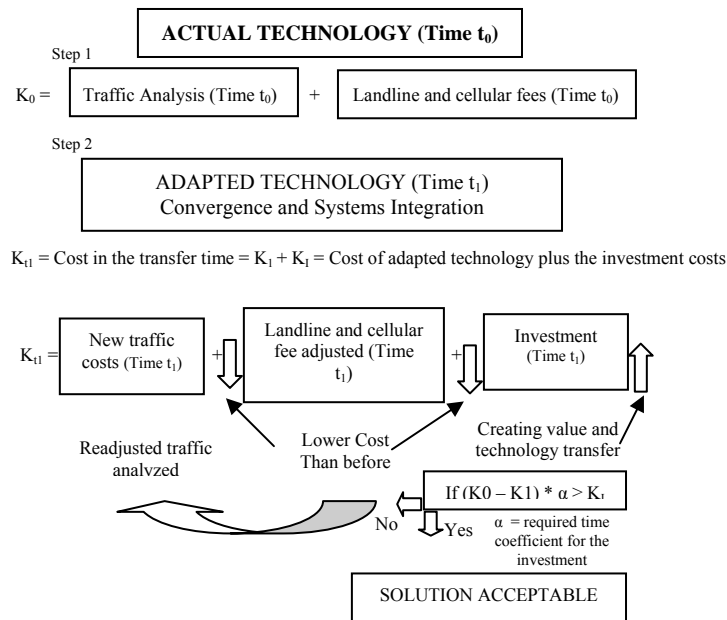 ACTUAL TECHNOLOGY (Time t₀)
Step 1
K₀ = Traffic Analysis (Time t₀) + Landline and cellular fees (Time t₀)
Step 2
ADAPTED TECHNOLOGY (Time t₁)
Convergence and Systems Integration
Kₜ₁ = Cost in the transfer time = K₁ + Kᵢ = Cost of adapted technology plus the investment costs
Kₜ₁ =
New traffic
costs (Time t₁)
+
Landline and cellular
fee adjusted (Time
t₁)
+
Investment
(Time t₁)
Readjusted traffic
analyzed
Lower Cost
Than before
Creating value and
technology transfer
If (K0 – K1) * α > Kᵢ
No
Yes
α = required time
coefficient for the
investment
SOLUTION ACCEPTABLE